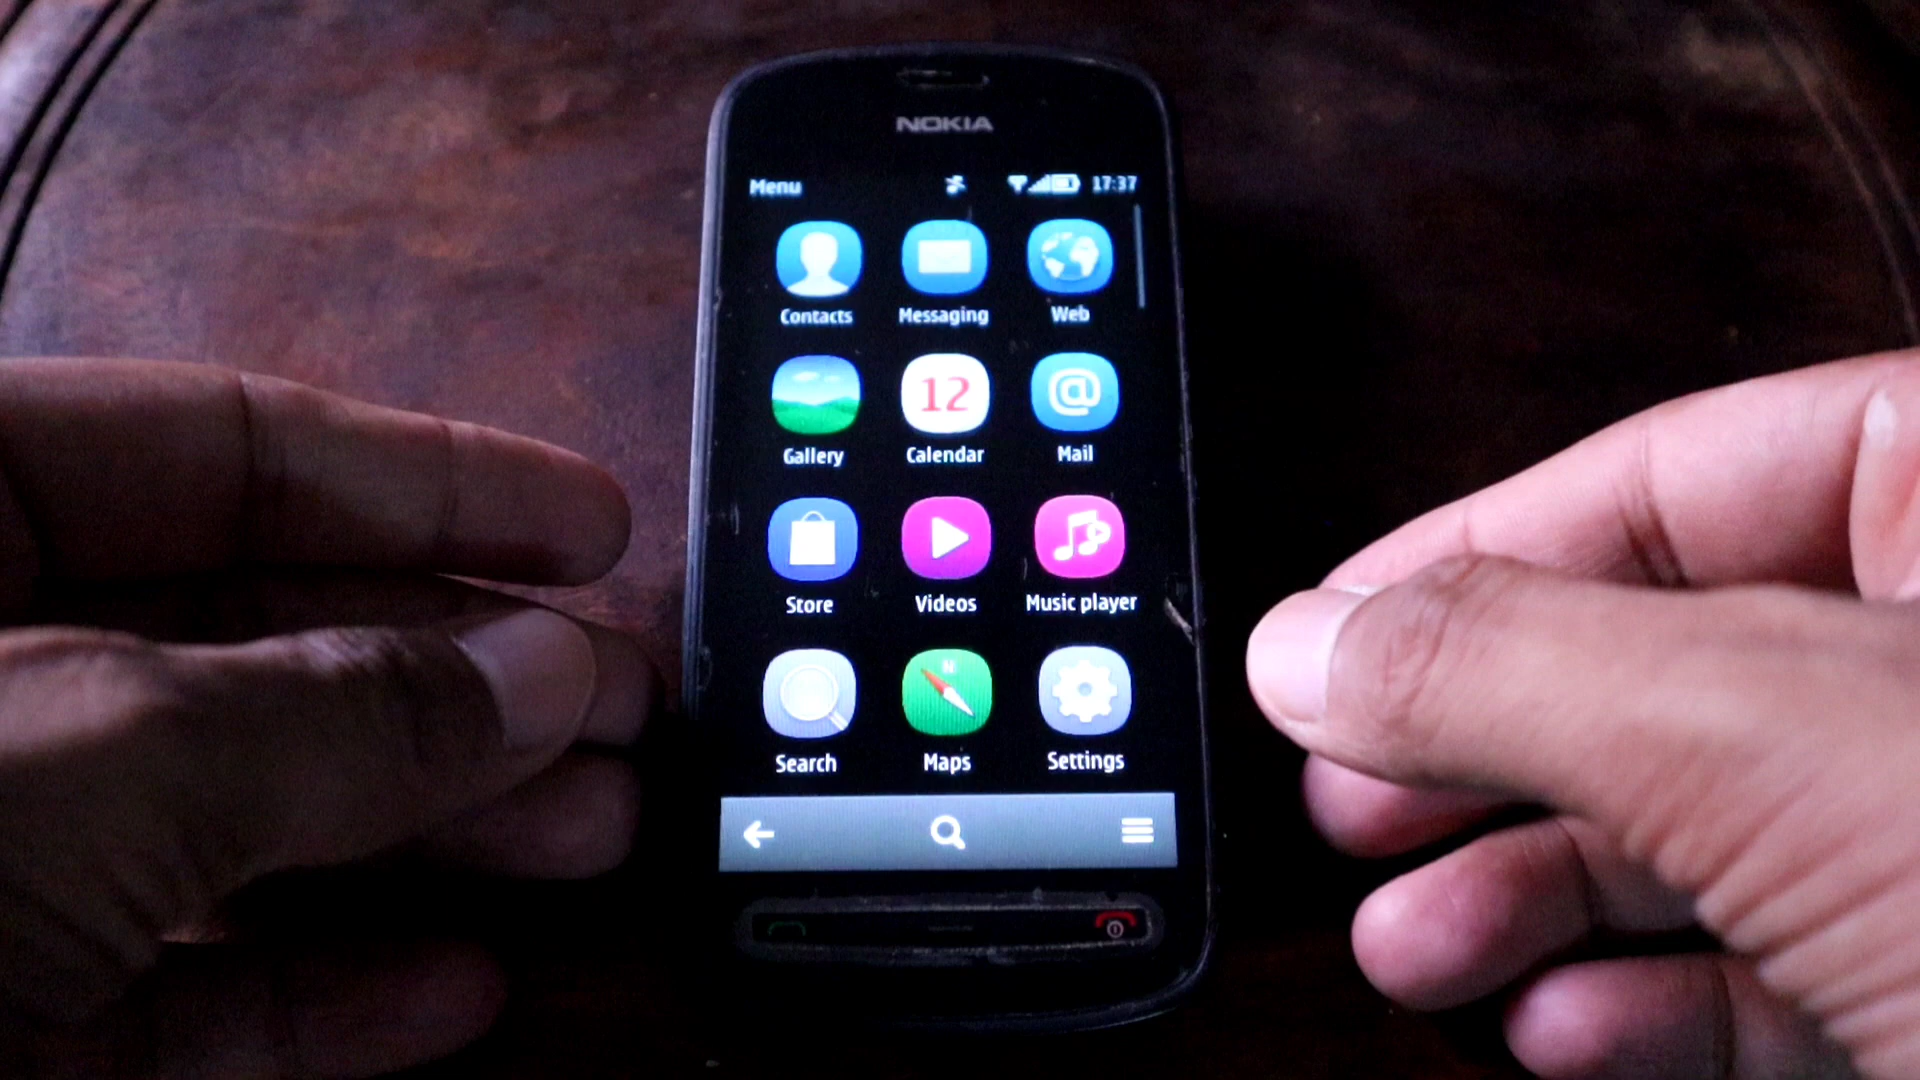 NOKIA
Menu 17:37
Contacts Messaging Web
12
Gallery Calendar Mail
Store Videos Music player
N
Search Maps Settings